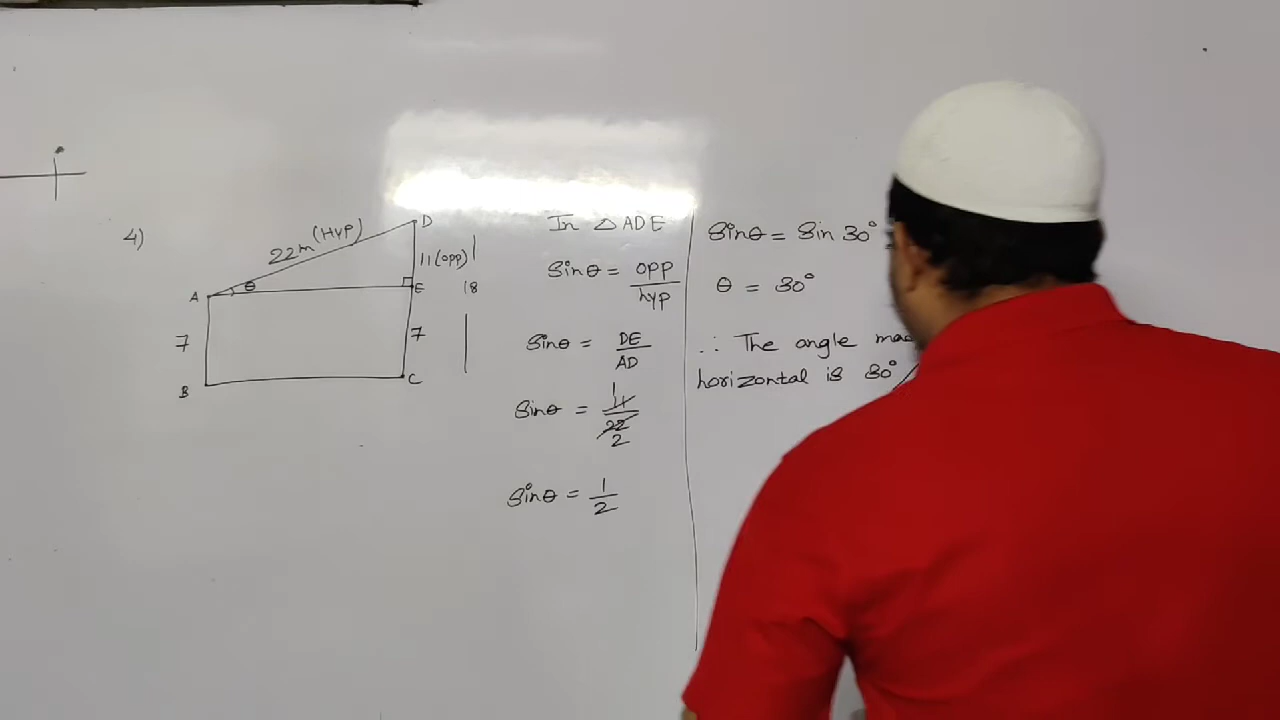 4)
D
22m (Hyp)
11 (opp)
A
θ
E
18
7
7
B
C
In △ ADE
Sinθ = opp
hyp
Sinθ = DE
AD
Sinθ = 1 11
22 2
Sinθ = 1
2
Sinθ = Sin 30°
θ = 30°
∴ The angle
horizontal is 30°